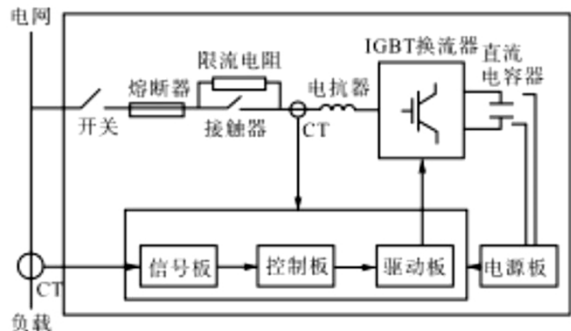 电网
限流电阻
IGBT换流器
直流
电容器
熔断器
电抗器
开关
接触器
CT
信号板
控制板
驱动板
电源板
CT
负载